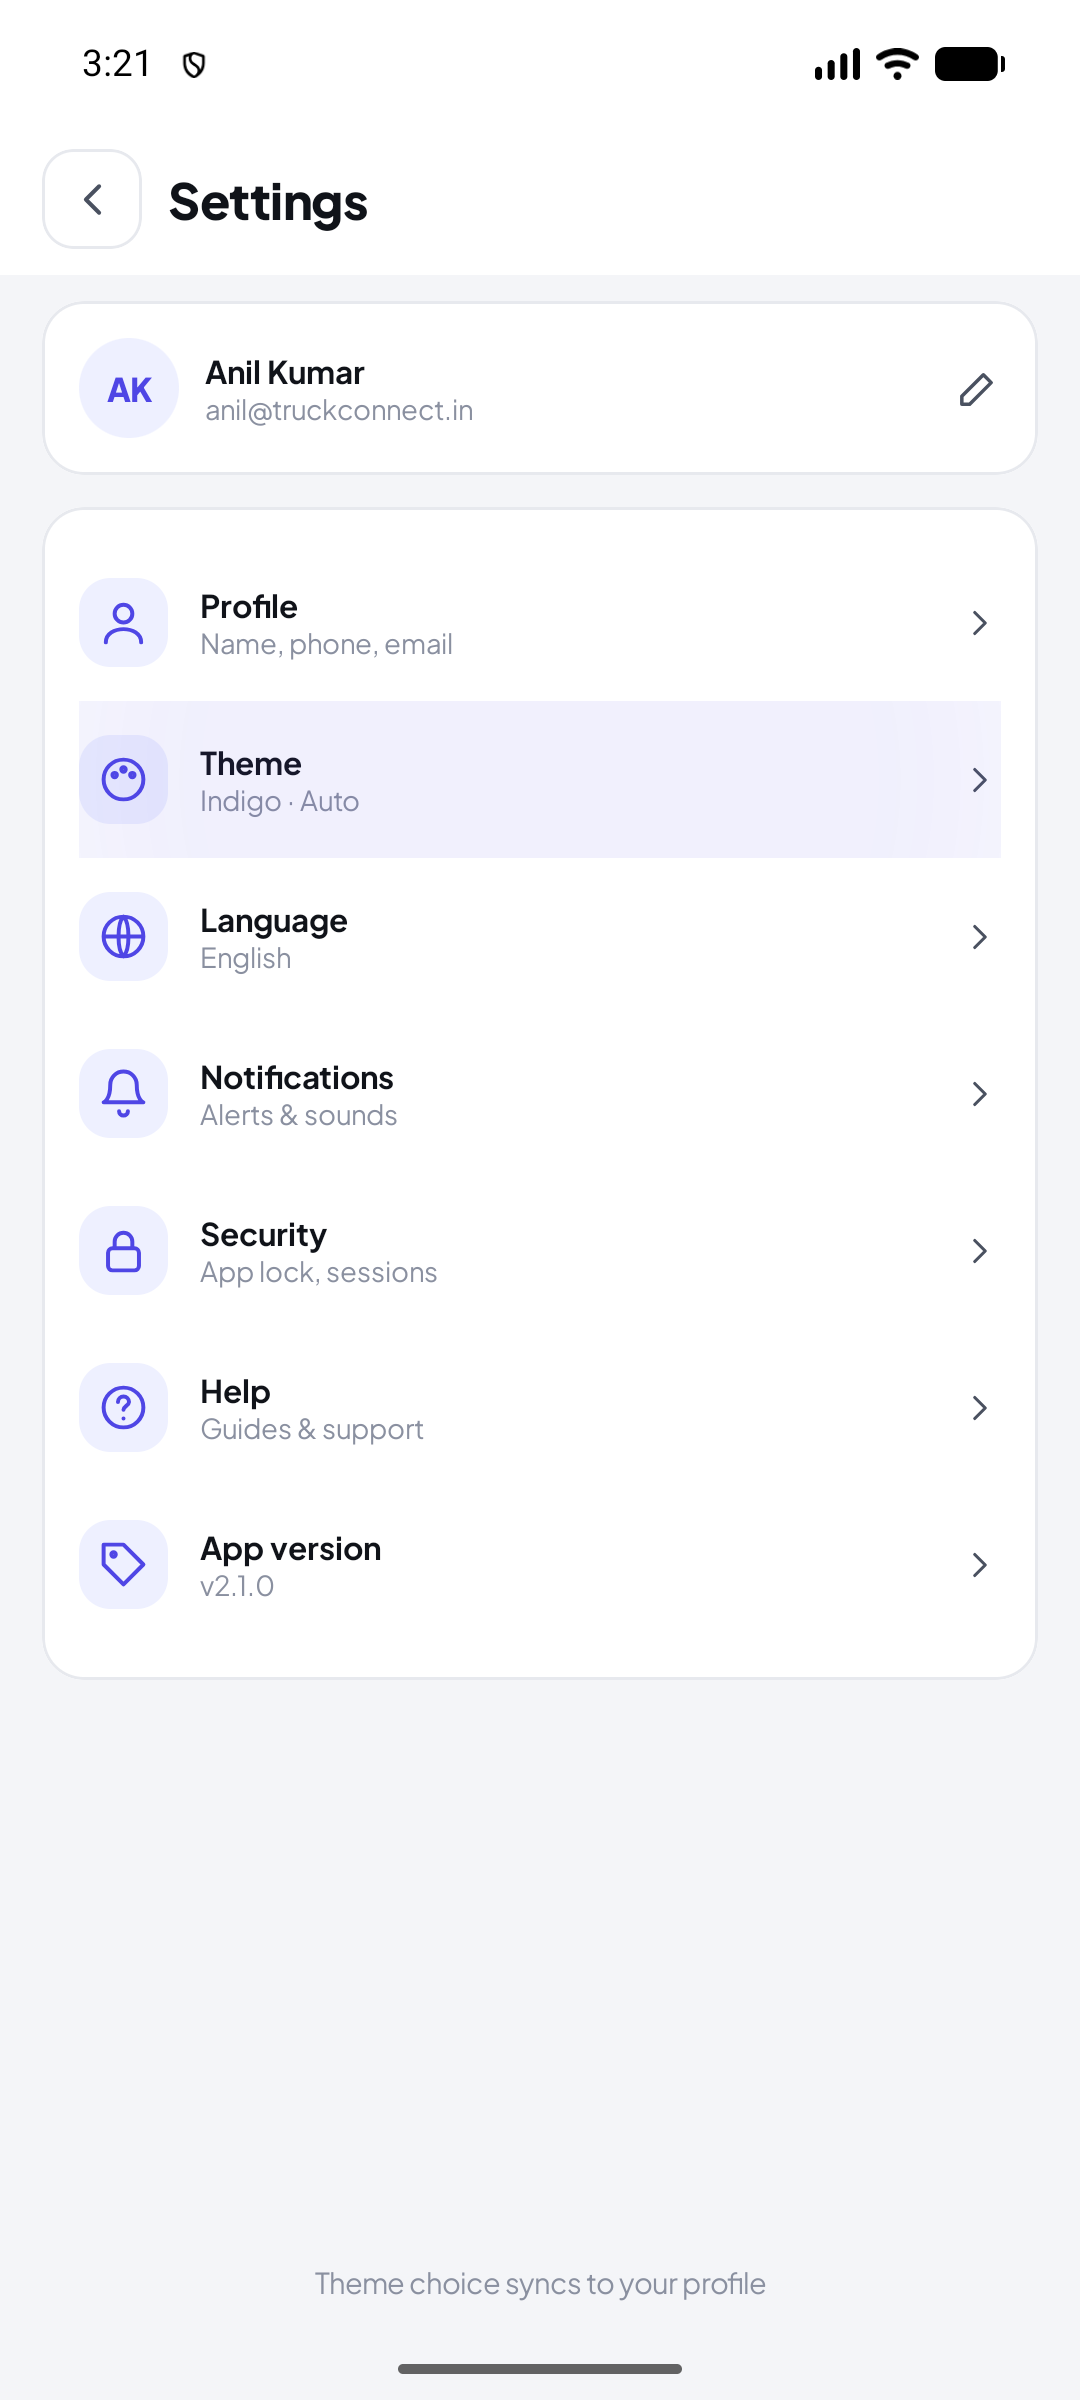 3:21
Settings
AK
Anil Kumar
anil@truckconnect.in
Profile
Name, phone, email
Theme
Indigo · Auto
Language
English
Notifications
Alerts & sounds
Security
App lock, sessions
Help
Guides & support
App version
v2.1.0
Theme choice syncs to your profile